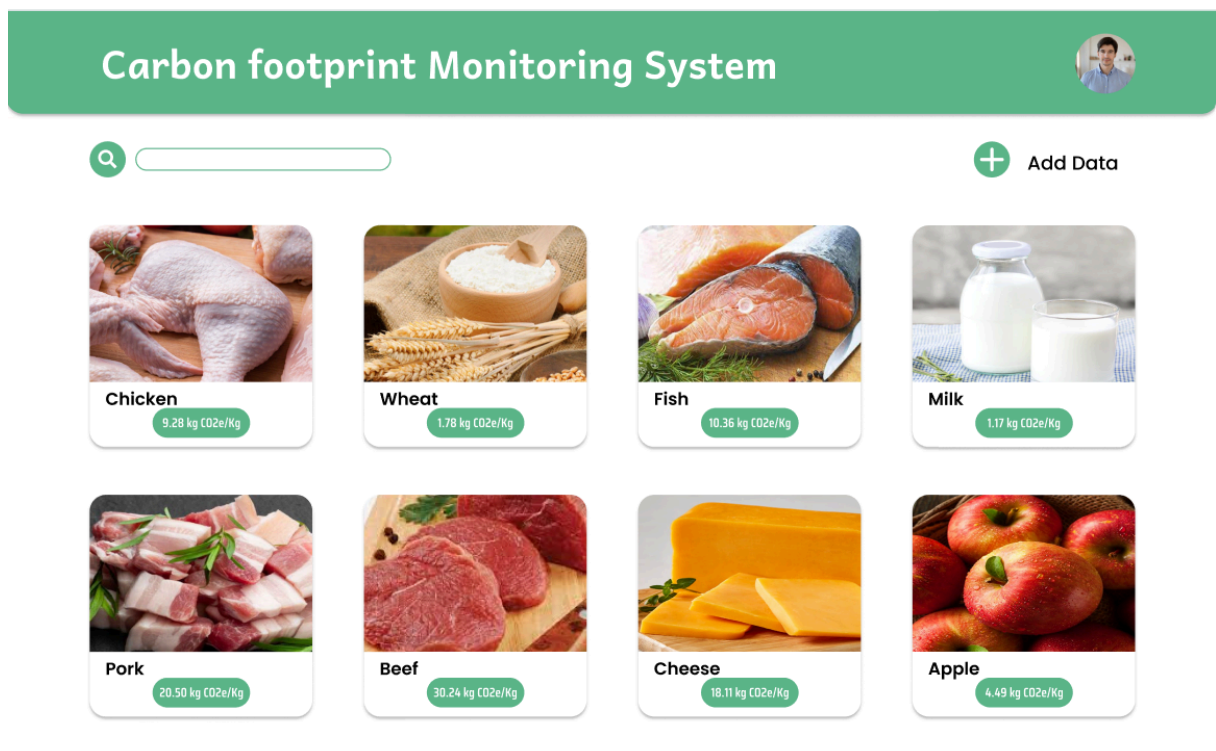 Carbon footprint Monitoring System
Add Data
Chicken
9.28 kg CO2e/Kg
Wheat
1.78 kg CO2e/Kg
Fish
10.36 kg CO2e/Kg
Milk
1.17 kg CO2e/Kg
Pork
20.50 kg CO2e/Kg
Beef
30.24 kg CO2e/Kg
Cheese
18.11 kg CO2e/Kg
Apple
4.49 kg CO2e/Kg